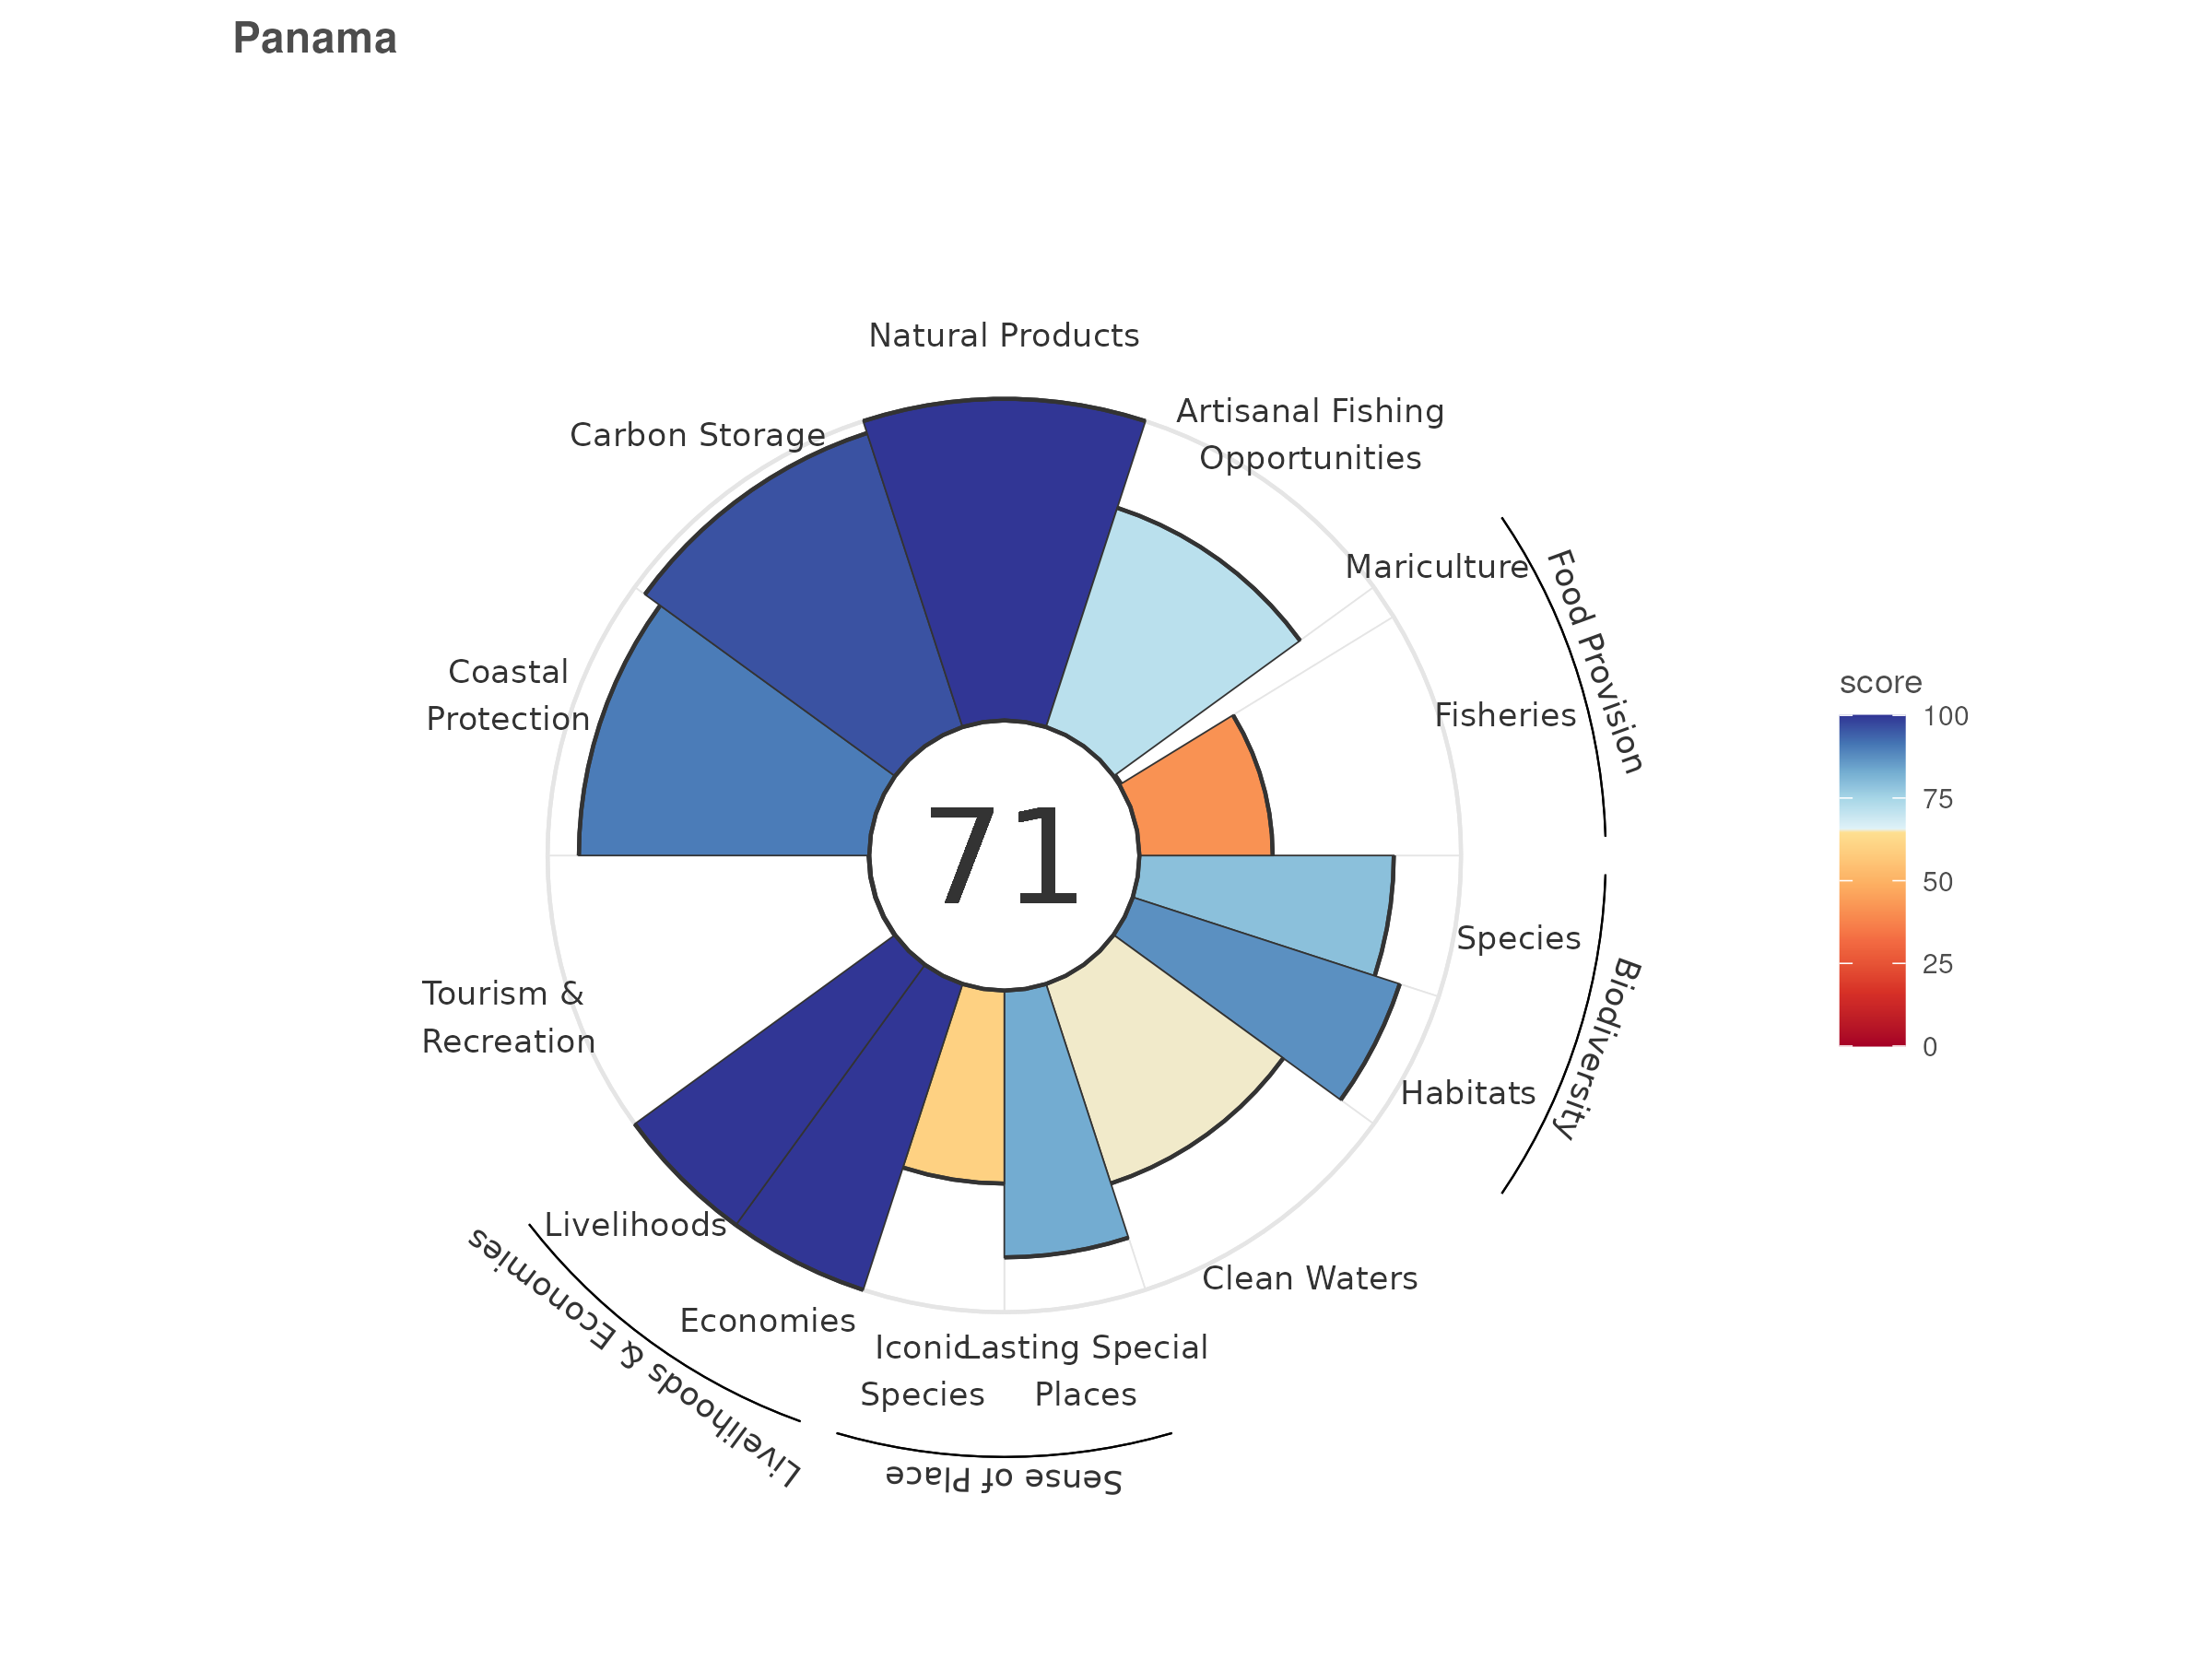 Panama
Natural Products
Artisanal Fishing
Opportunities
Carbon Storage
Mariculture
Food Provision
Fisheries
Coastal
Protection
score
100
75
50
25
0
71
Species
Biodiversity
Habitats
Tourism &
Recreation
Livelihoods
Clean Waters
Economies
Livelihoods & Economies
Iconic
Species
Lasting Special
Places
Sense of Place